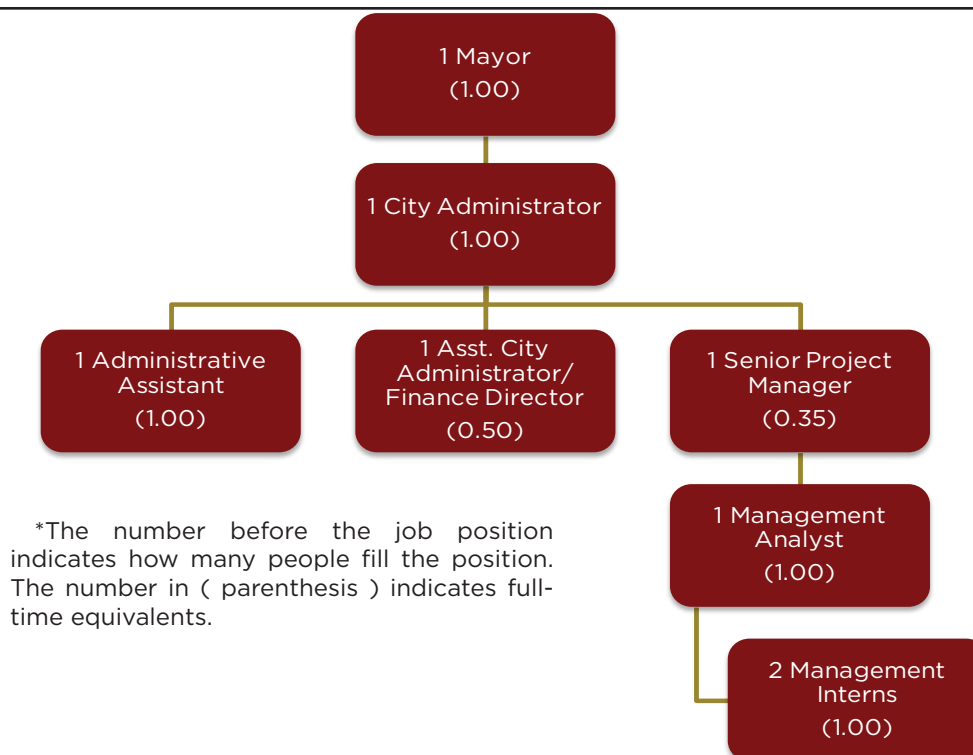 1 Mayor
(1.00)
1 City Administrator
(1.00)
1 Administrative
Assistant
(1.00)
1 Asst. City
Administrator/
Finance Director
(0.50)
1 Senior Project
Manager
(0.35)
1 Management
Analyst
(1.00)
2 Management
Interns
(1.00)
*The number before the job position
indicates how many people fill the position.
The number in ( parenthesis ) indicates full-
time equivalents.